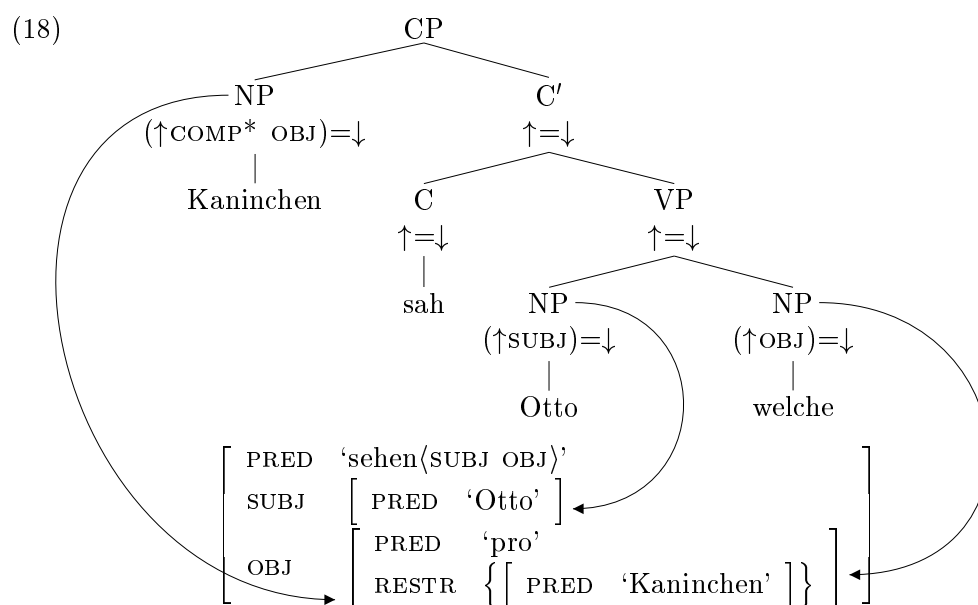 (18)
CP
NP C′
(↑COMP* OBJ)=↓ ↑=↓
Kaninchen C VP
↑=↓ ↑=↓
sah NP NP
(↑SUBJ)=↓ (↑OBJ)=↓
Otto welche
PRED ‘sehen⟨SUBJ OBJ⟩’
SUBJ [ PRED ‘Otto’ ]
PRED ‘pro’
OBJ
RESTR { [ PRED ‘Kaninchen’ ] }